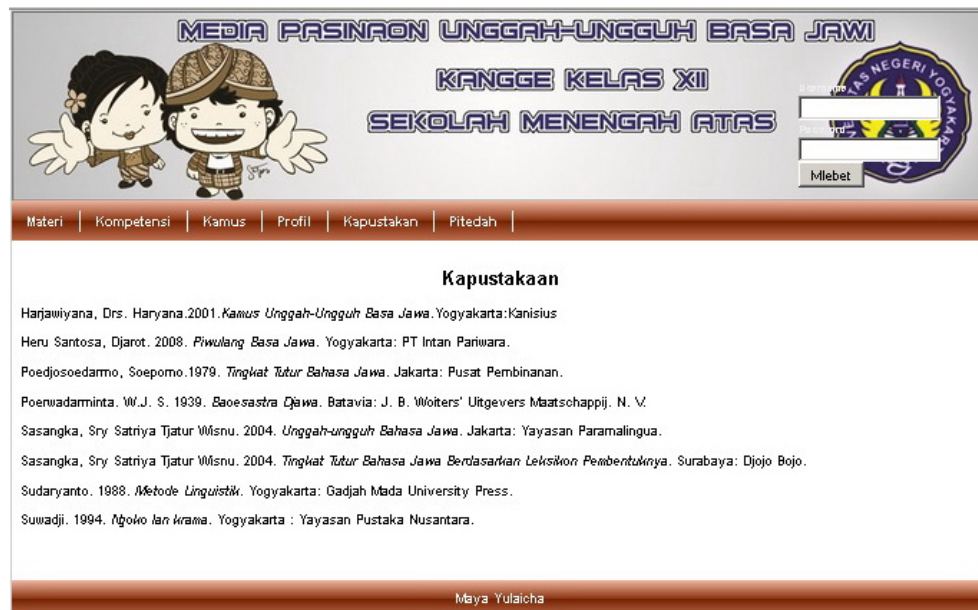 MEDIA PASINAON UNGGAH-UNGGUH BASA JAWI
KANGGE KELAS XII
SEKOLAH MENENGAH ATAS
NEGERI YOGYAKARTA
Username
Password
Mlebet
Materi | Kompetensi | Kamus | Profil | Kapustakan | Pitedah |
Kapustakaan
Harjawiyana, Drs. Haryana.2001.Kamus Unggah-Ungguh Basa Jawa.Yogyakarta:Kanisius
Heru Santosa, Djarot. 2008. Piwulang Basa Jawa. Yogyakarta: PT Intan Pariwara.
Poedjosoedarmo, Soepomo.1979. Tingkat Tutur Bahasa Jawa. Jakarta: Pusat Pembinanan.
Poerwadarminta. W.J. S. 1939. Baoesastra Djawa. Batavia: J. B. Woiters' Uitgevers Maatschappij. N. V.
Sasangka, Sry Satriya Tjatur Wisnu. 2004. Unggah-ungguh Bahasa Jawa. Jakarta: Yayasan Paramalingua.
Sasangka, Sry Satriya Tjatur Wisnu. 2004. Tingkat Tutur Bahasa Jawa Berdasarkan Leksikon Pembentuknya. Surabaya: Djojo Bojo.
Sudaryanto. 1988. Metode Linguistik. Yogyakarta: Gadjah Mada University Press.
Suwadji. 1994. Ngoko lan krama. Yogyakarta : Yayasan Pustaka Nusantara.
Maya Yulaicha